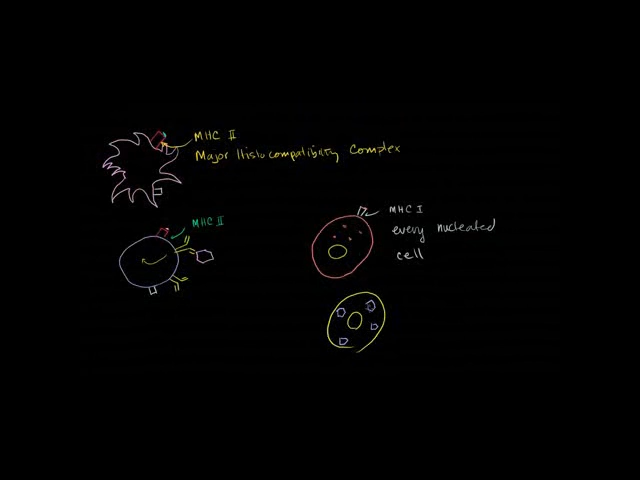 MHC II
Major Histocompatibility Complex
MHC II
MHC I
every nucleated
cell